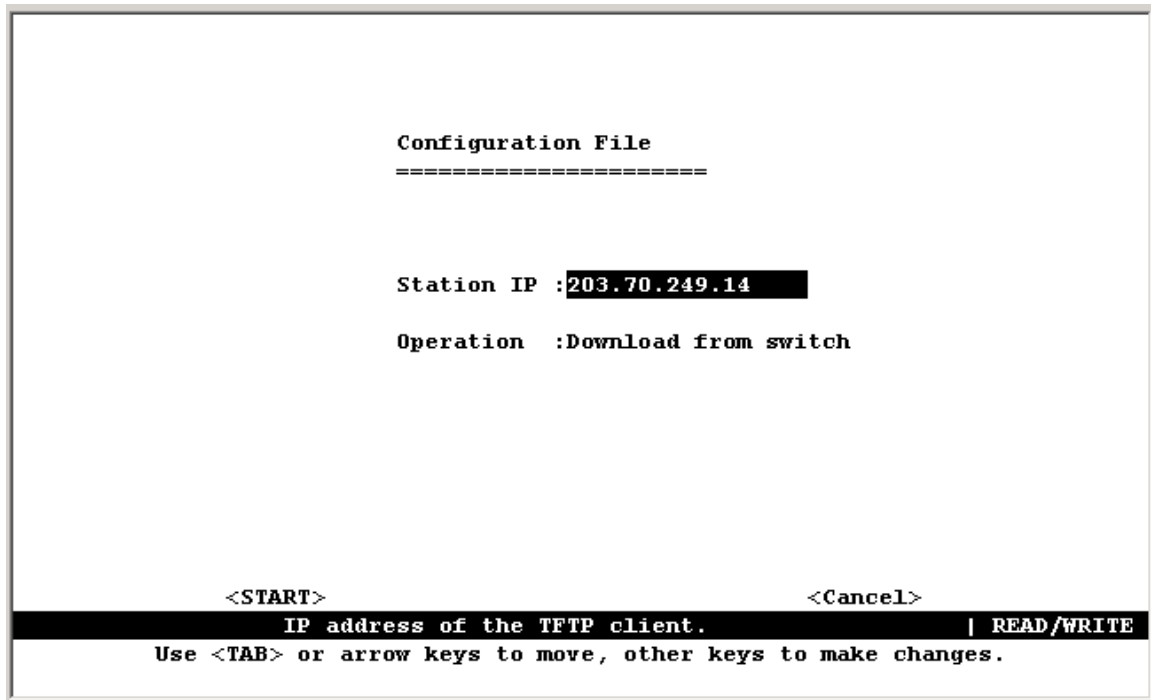 Configuration File
======================
Station IP :203.70.249.14
Operation :Download from switch
<START> <Cancel>
IP address of the TFTP client. | READ/WRITE
Use <TAB> or arrow keys to move, other keys to make changes.